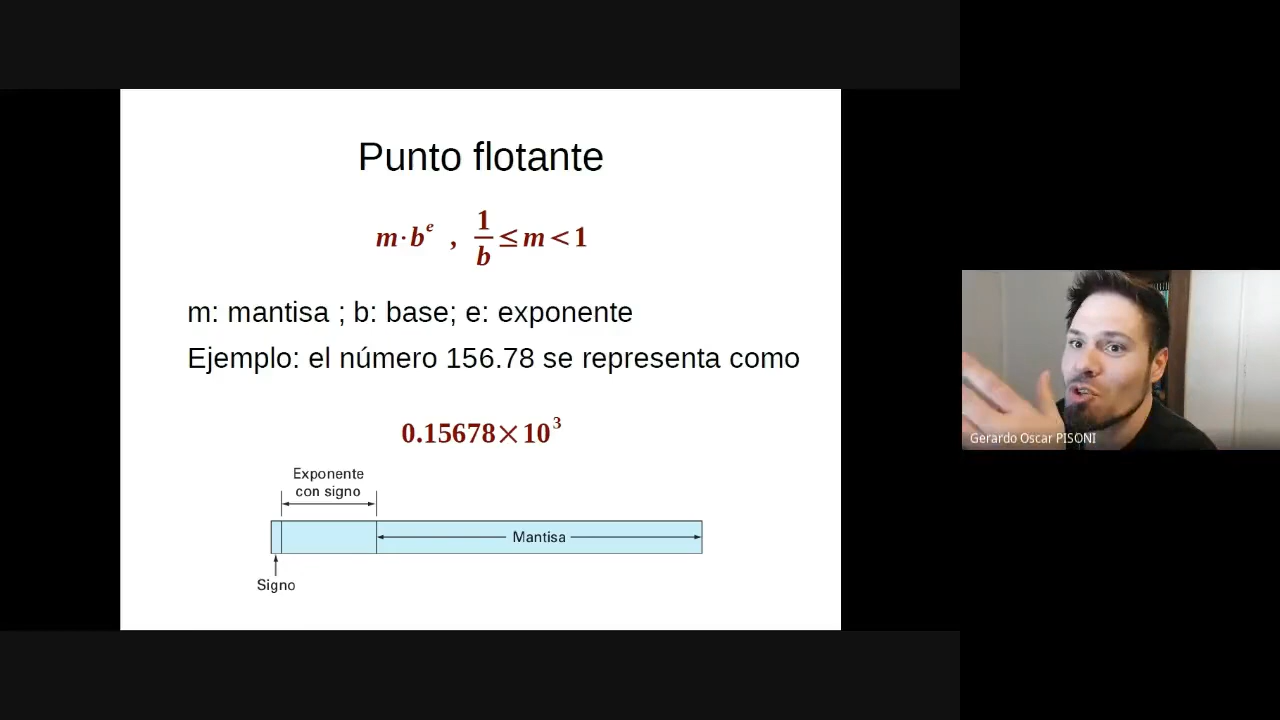 Punto flotante
m·b^e , 1/b ≤ m < 1
m: mantisa ; b: base; e: exponente
Ejemplo: el número 156.78 se representa como
0.15678×10^3
Exponente
con signo
Mantisa
Signo
Gerardo Oscar PISONI